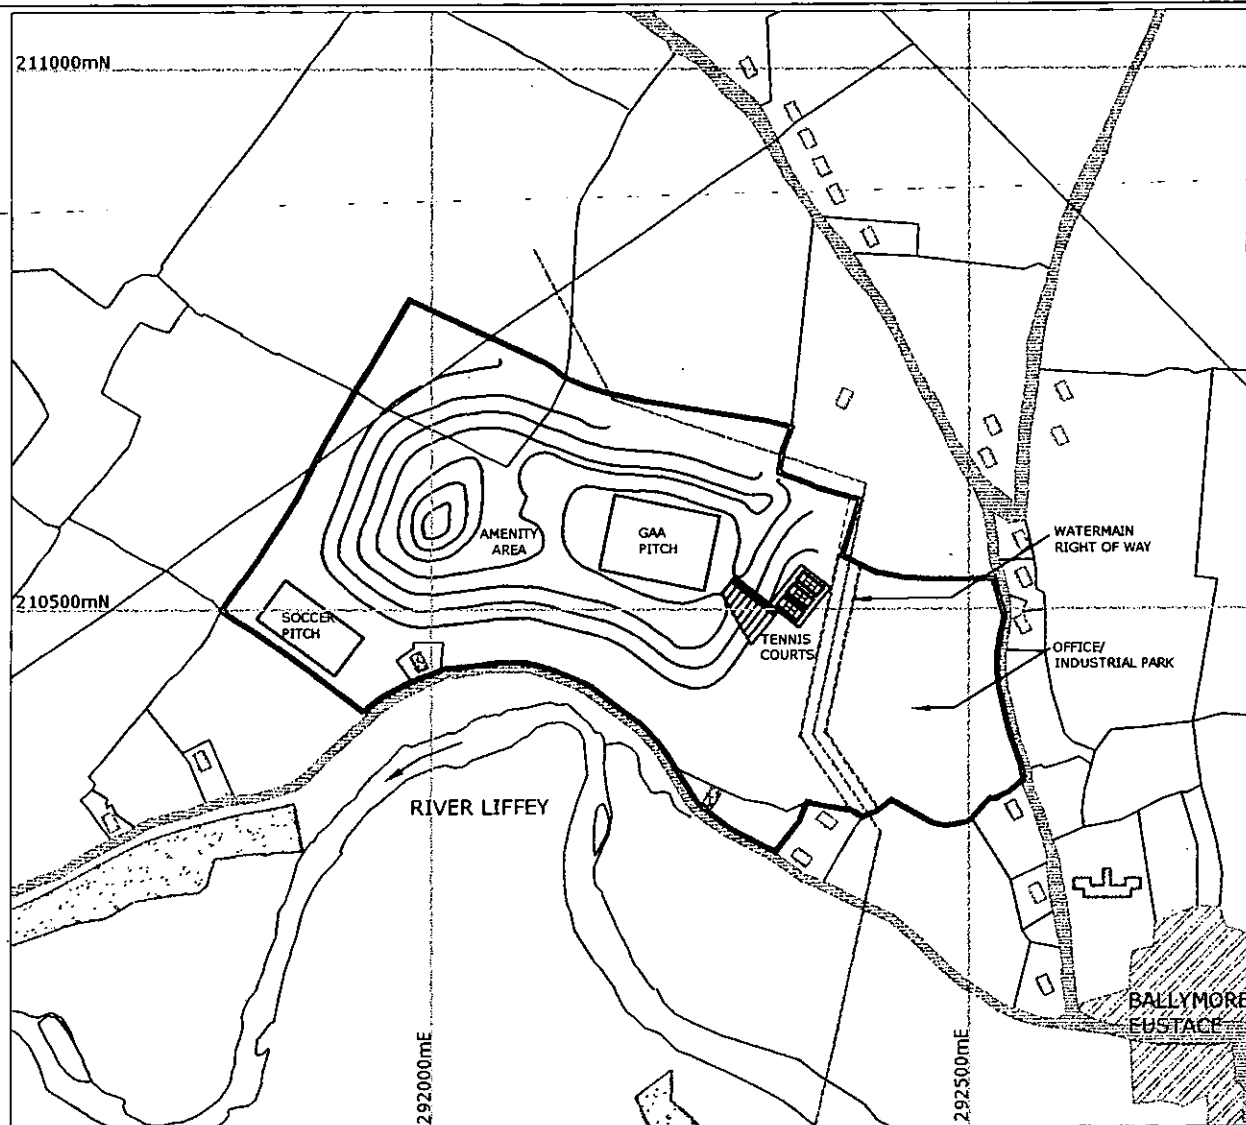 211000mN
WATERMAIN
RIGHT OF WAY
AMENITY
AREA
GAA
PITCH
210500mN
SOCCER
PITCH
TENNIS
COURTS
OFFICE/
INDUSTRIAL PARK
RIVER LIFFEY
BALLYMORE
EUSTACE
292000mE
292500mE